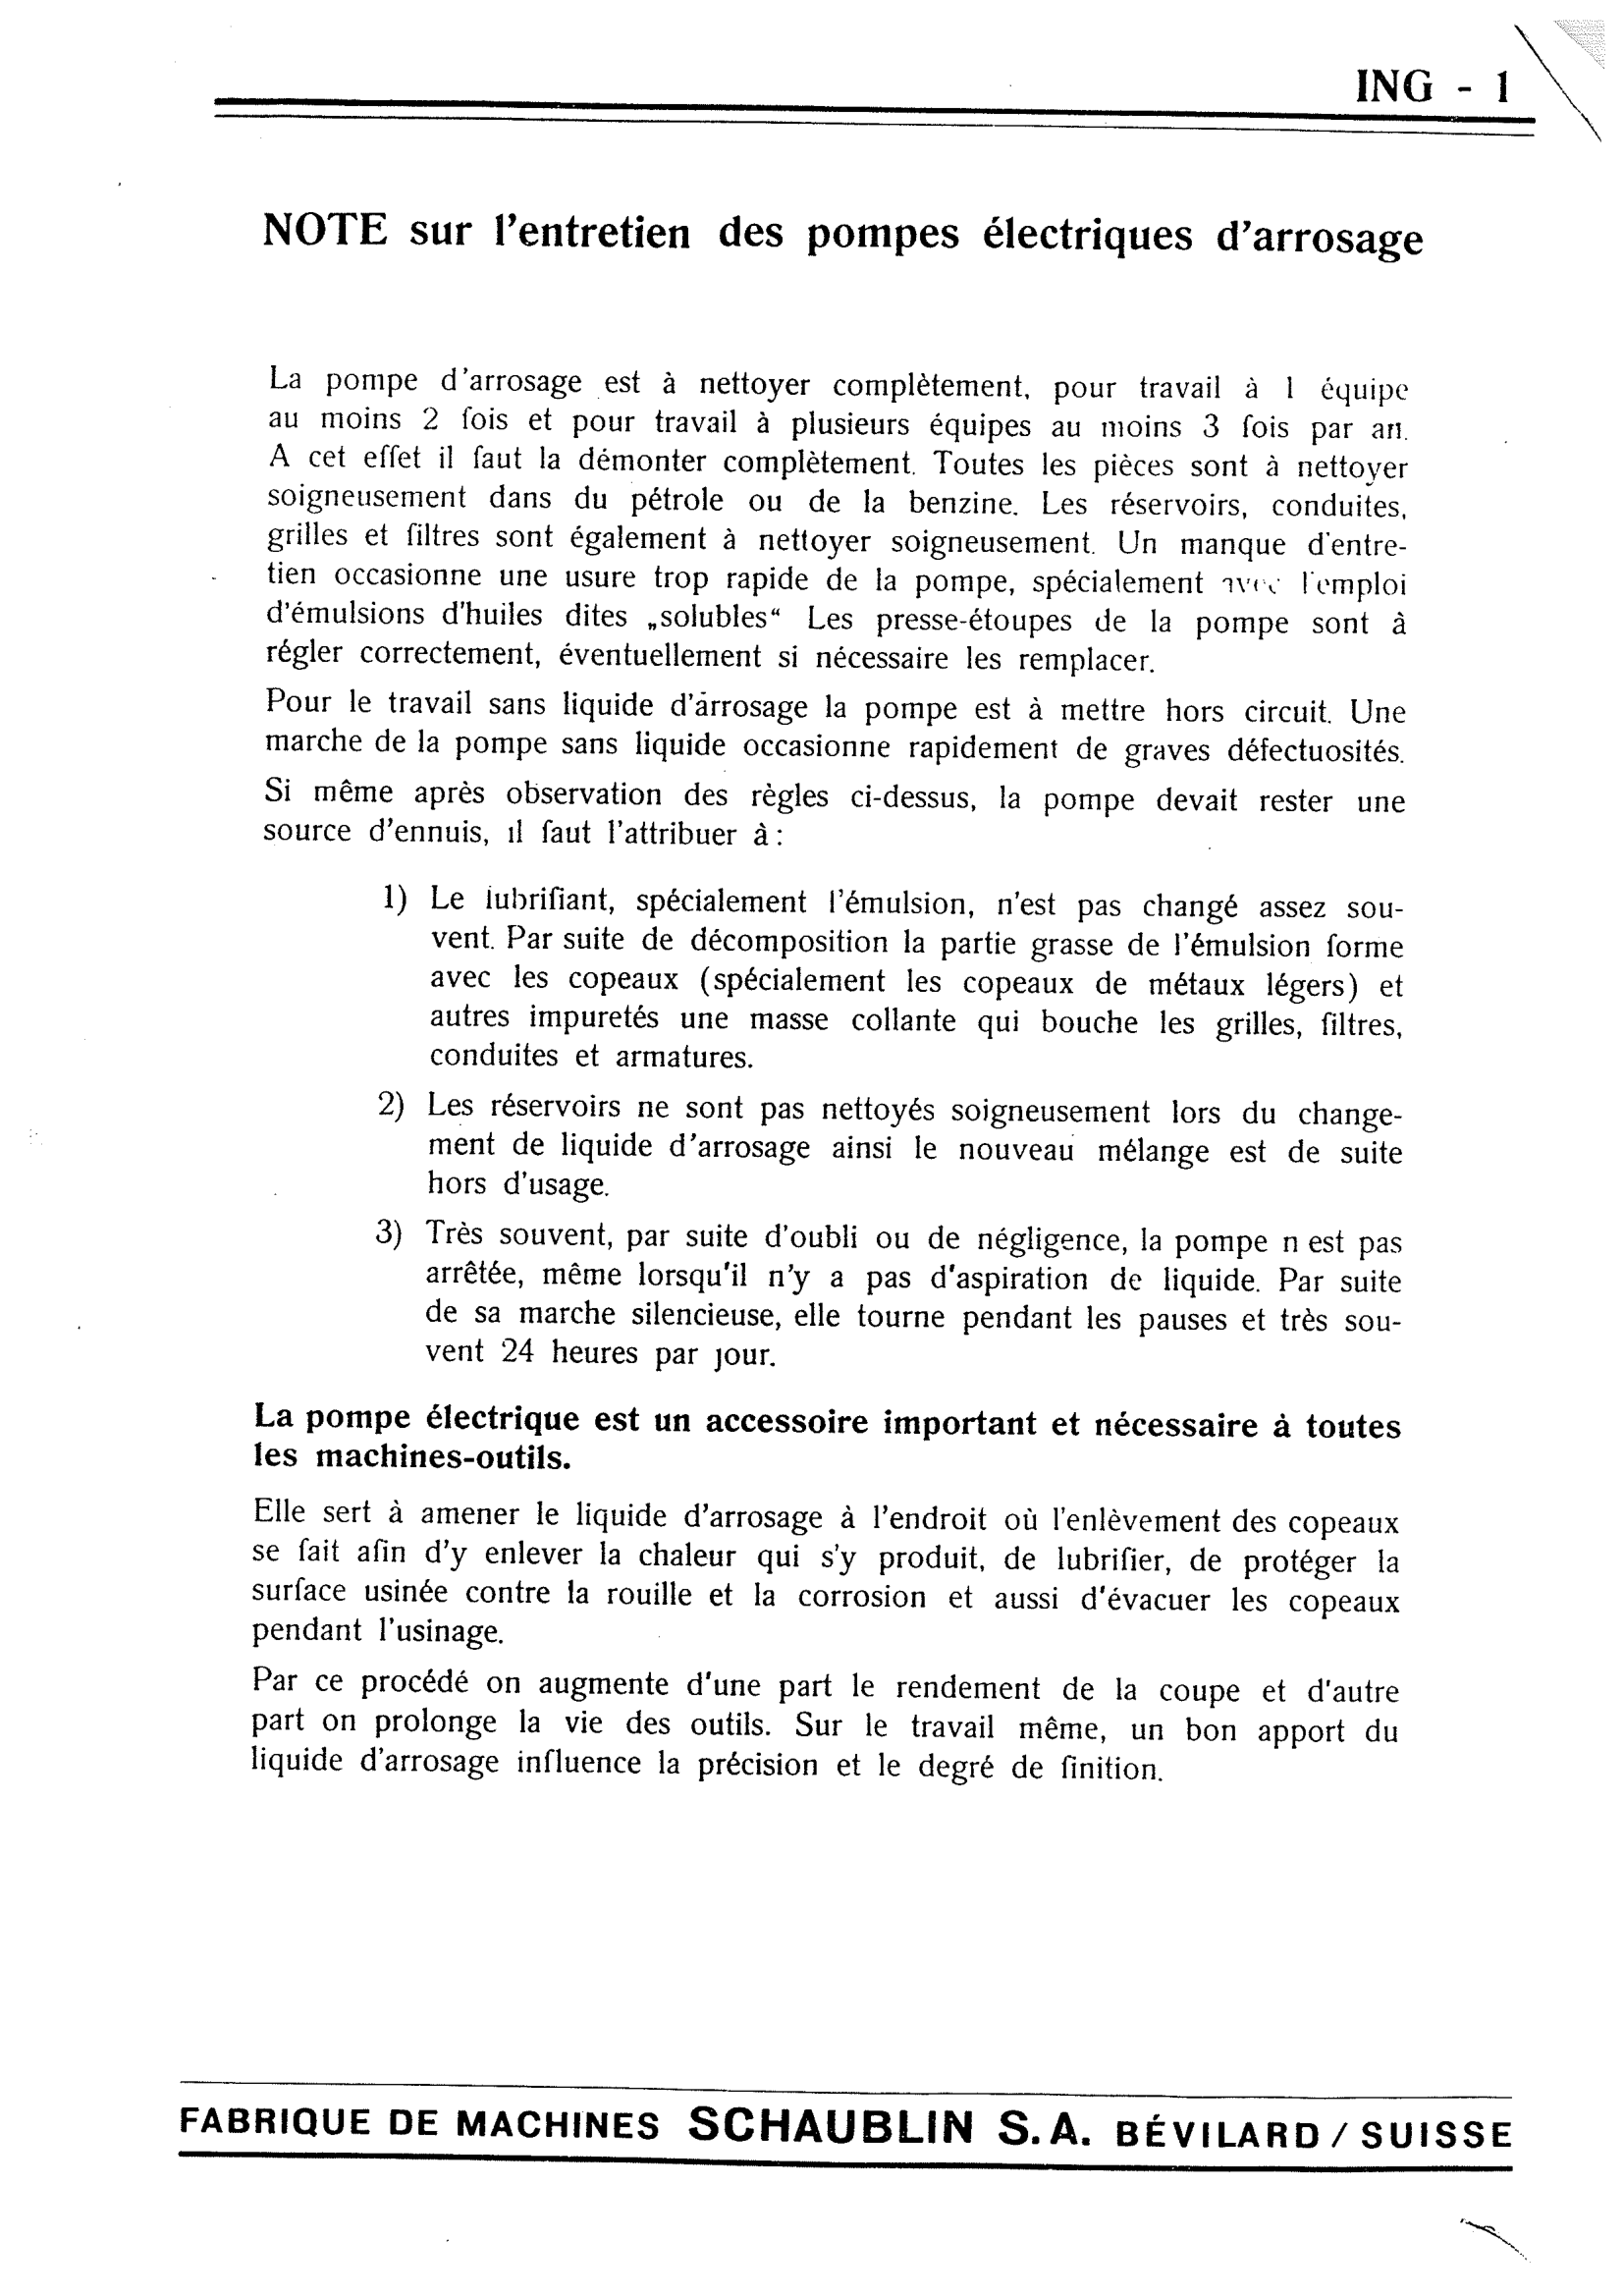 ING - 1
NOTE sur l'entretien des pompes électriques d'arrosage
La pompe d'arrosage est à nettoyer complètement, pour travail à 1 équipe
au moins 2 fois et pour travail à plusieurs équipes au moins 3 fois par an.
A cet effet il faut la démonter complètement. Toutes les pièces sont à nettoyer
soigneusement dans du pétrole ou de la benzine. Les réservoirs, conduites,
grilles et filtres sont également à nettoyer soigneusement. Un manque d'entre-
tien occasionne une usure trop rapide de la pompe, spécialement avec l'emploi
d'émulsions d'huiles dites „solubles“ Les presse-étoupes de la pompe sont à
régler correctement, éventuellement si nécessaire les remplacer.
Pour le travail sans liquide d'arrosage la pompe est à mettre hors circuit. Une
marche de la pompe sans liquide occasionne rapidement de graves défectuosités.
Si même après observation des règles ci-dessus, la pompe devait rester une
source d'ennuis, il faut l'attribuer à :
1) Le lubrifiant, spécialement l'émulsion, n'est pas changé assez sou-
vent. Par suite de décomposition la partie grasse de l'émulsion forme
avec les copeaux (spécialement les copeaux de métaux légers) et
autres impuretés une masse collante qui bouche les grilles, filtres,
conduites et armatures.
2) Les réservoirs ne sont pas nettoyés soigneusement lors du change-
ment de liquide d'arrosage ainsi le nouveau mélange est de suite
hors d'usage.
3) Très souvent, par suite d'oubli ou de négligence, la pompe n est pas
arrêtée, même lorsqu'il n'y a pas d'aspiration de liquide. Par suite
de sa marche silencieuse, elle tourne pendant les pauses et très sou-
vent 24 heures par jour.
La pompe électrique est un accessoire important et nécessaire à toutes
les machines-outils.
Elle sert à amener le liquide d'arrosage à l'endroit où l'enlèvement des copeaux
se fait afin d'y enlever la chaleur qui s'y produit, de lubrifier, de protéger la
surface usinée contre la rouille et la corrosion et aussi d'évacuer les copeaux
pendant l'usinage.
Par ce procédé on augmente d'une part le rendement de la coupe et d'autre
part on prolonge la vie des outils. Sur le travail même, un bon apport du
liquide d'arrosage influence la précision et le degré de finition.
FABRIQUE DE MACHINES SCHAUBLIN S.A. BÉVILARD / SUISSE